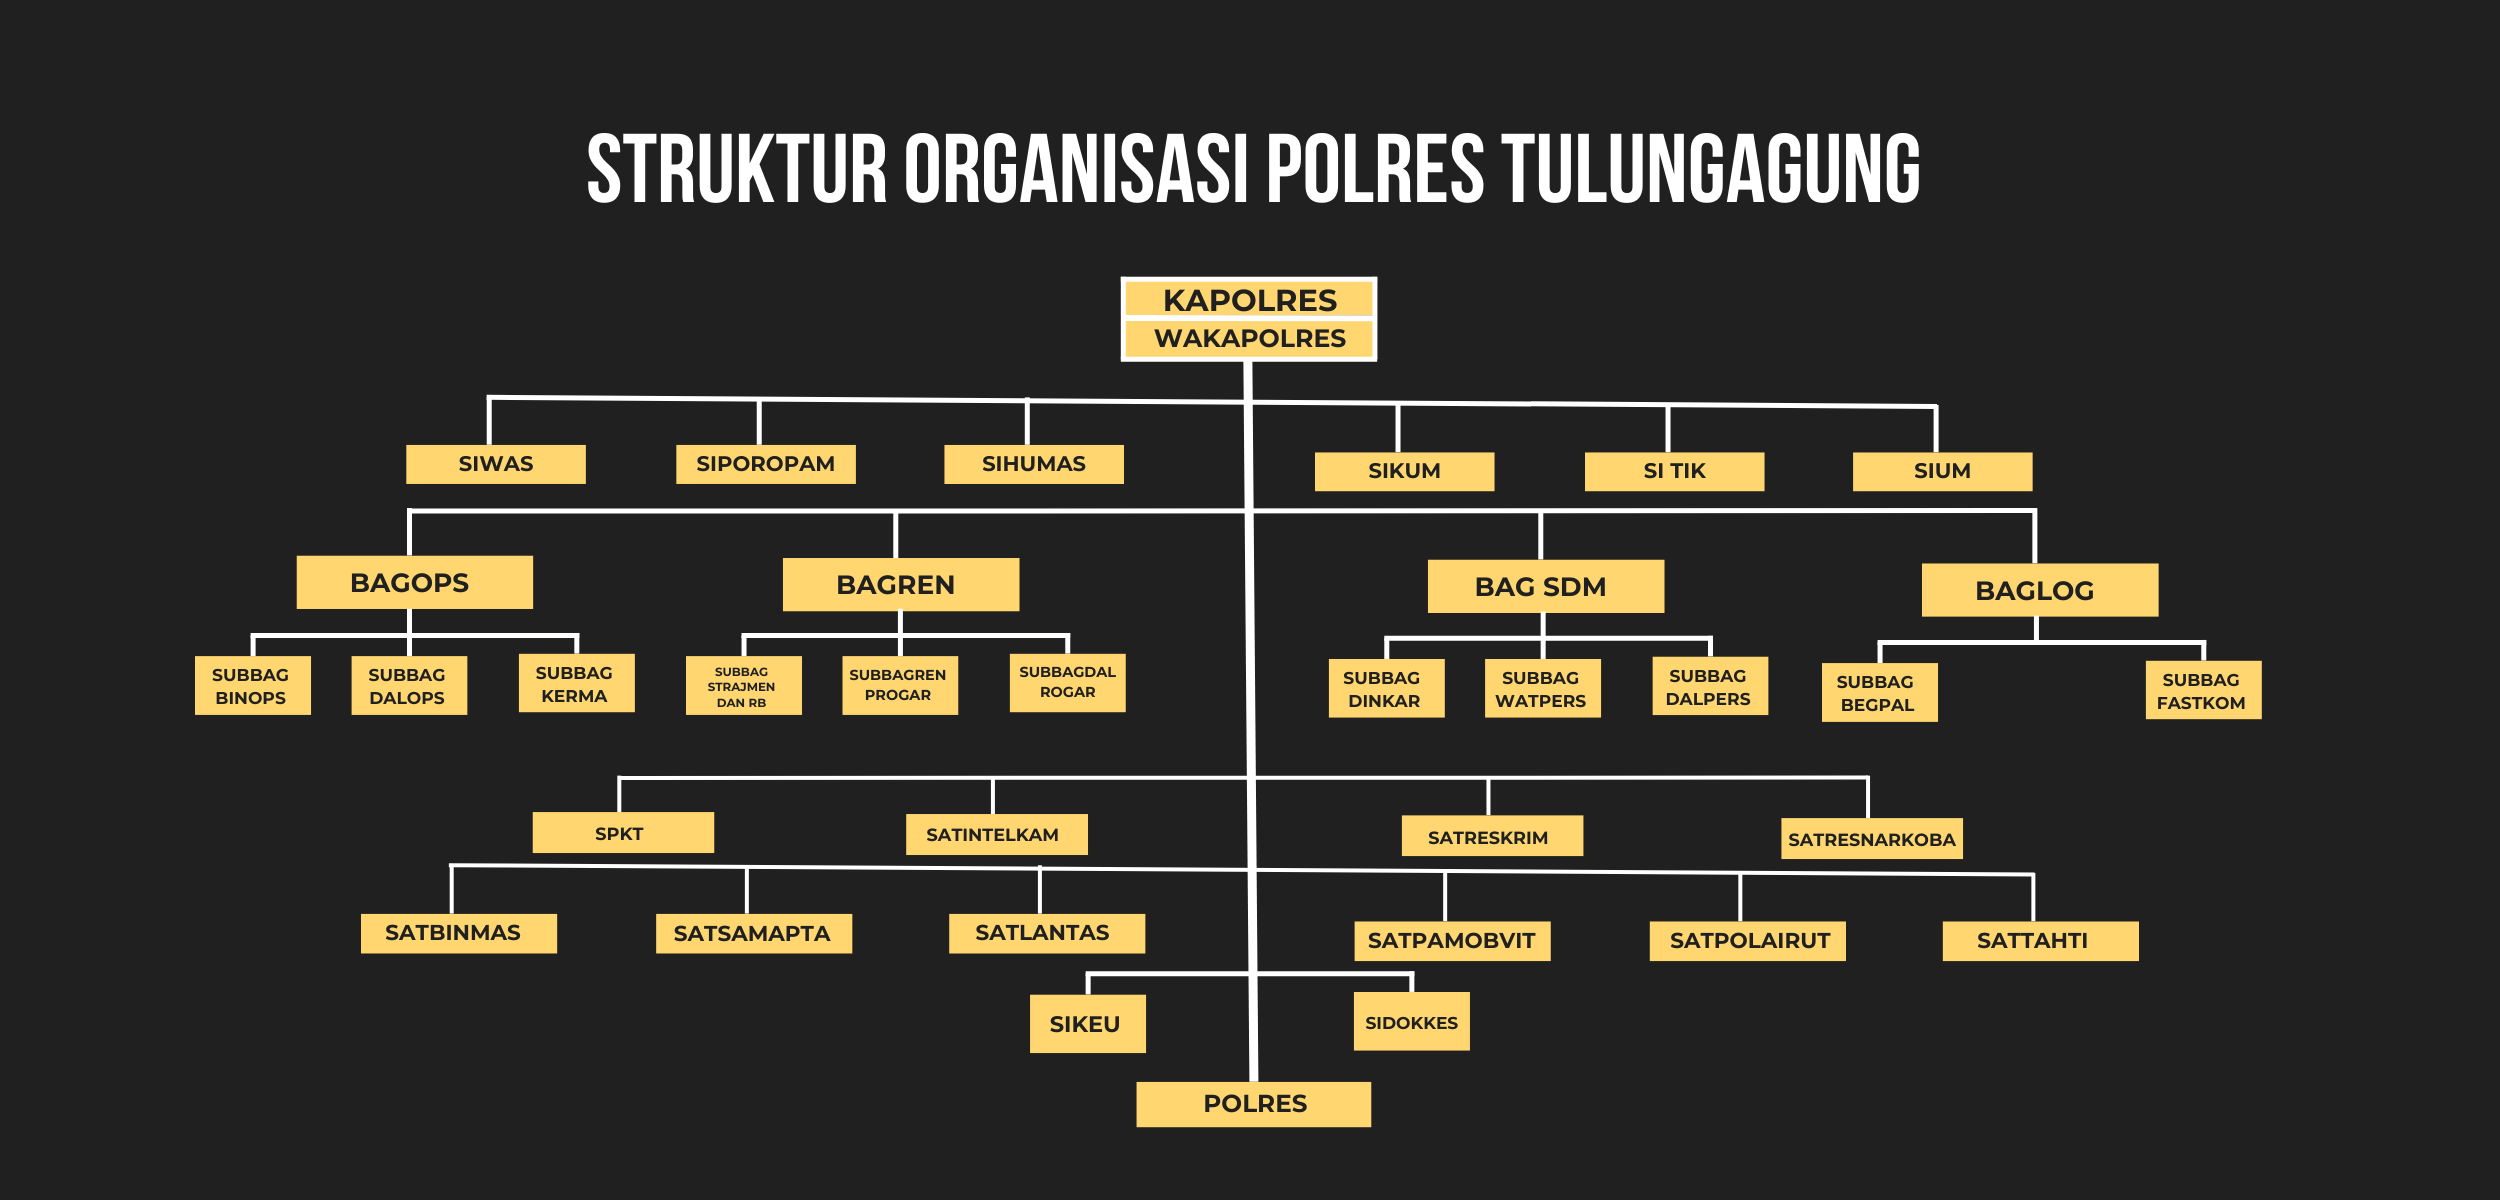 STRUKTUR ORGANISASI POLRES TULUNGAGUNG
KAPOLRES
WAKAPOLRES
SIWAS
SIPOROPAM
SIHUMAS
SIKUM
SI TIK
SIUM
BAGOPS
BAGREN
BAG SDM
BAGLOG
SUBBAG
BINOPS
SUBBAG
DALOPS
SUBBAG
KERMA
SUBBAG
STRAJMEN
DAN RB
SUBBAGREN
PROGAR
SUBBAGDAL
ROGAR
SUBBAG
DINKAR
SUBBAG
WATPERS
SUBBAG
DALPERS
SUBBAG
BEGPAL
SUBBAG
FASTKOM
SPKT
SATINTELKAM
SATRESKRIM
SATRESNARKOBA
SATBINMAS
SATSAMAPTA
SATLANTAS
SATPAMOBVIT
SATPOLAIRUT
SATTAHTI
SIKEU
SIDOKKES
POLRES